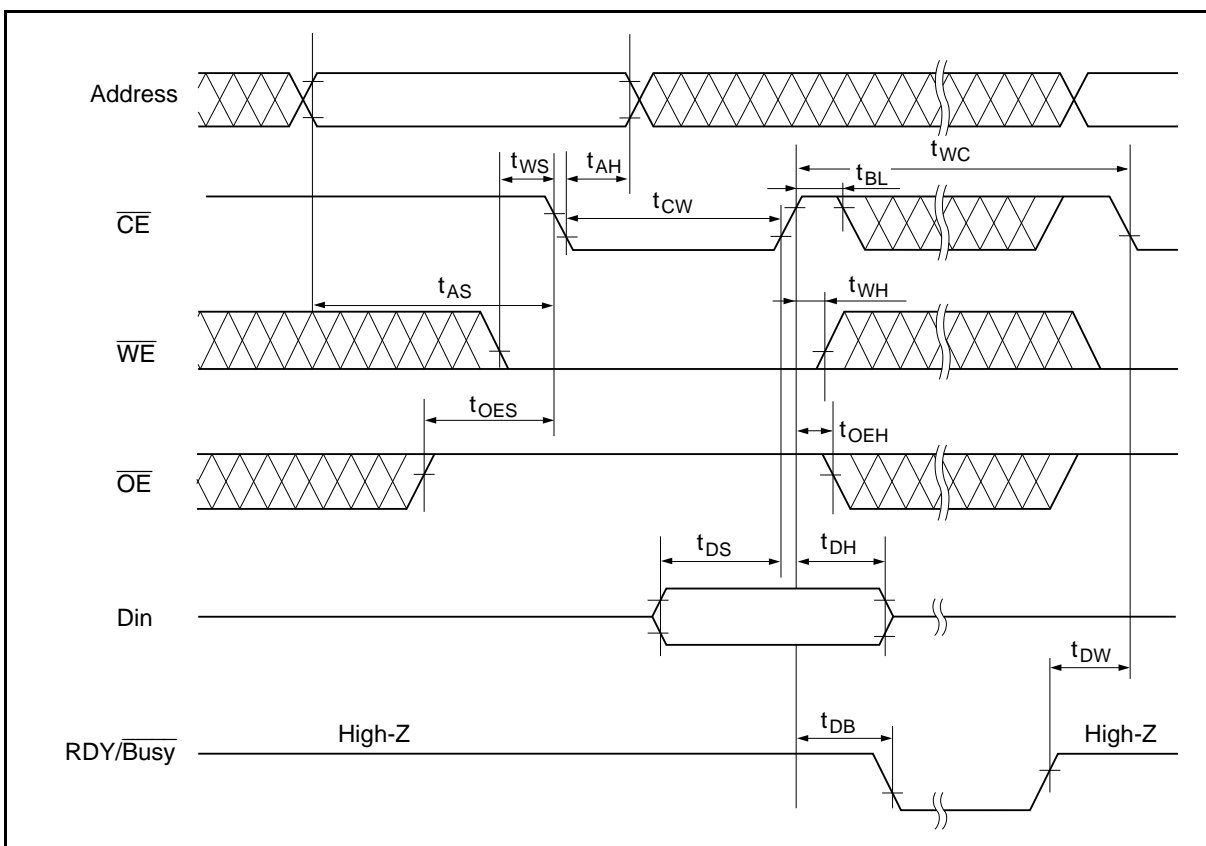 Address
tWC
tWS
tAH
tBL
tCW
CE
tAS
tWH
WE
tOES
tOEH
OE
tDS
tDH
Din
tDW
tDB
High-Z
High-Z
RDY/Busy